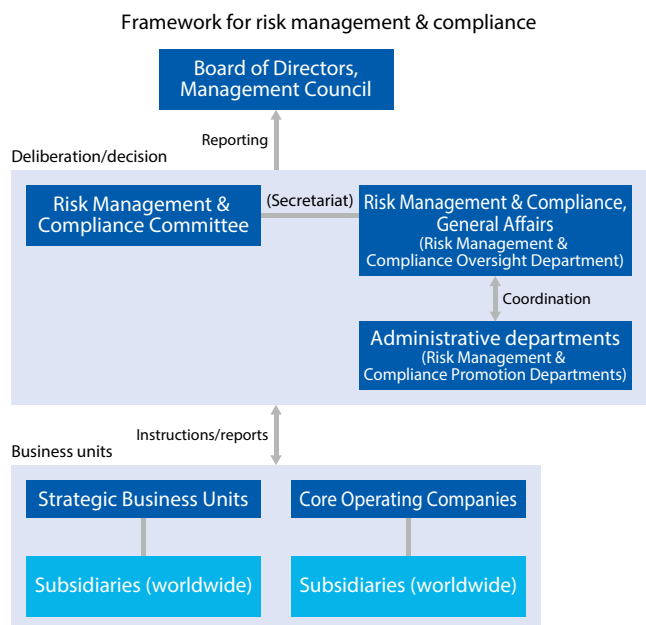 Framework for risk management & compliance
Board of Directors,
Management Council
Reporting
Deliberation/decision
Risk Management &
Compliance Committee
(Secretariat)
Risk Management & Compliance,
General Affairs
(Risk Management &
Compliance Oversight Department)
Coordination
Administrative departments
(Risk Management &
Compliance Promotion Departments)
Instructions/reports
Business units
Strategic Business Units
Core Operating Companies
Subsidiaries (worldwide)
Subsidiaries (worldwide)